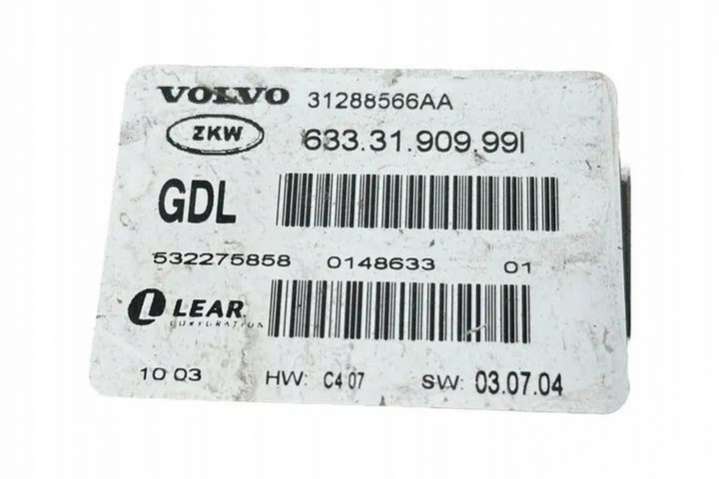 VOLVO 31288566AA
ZKW 633.31.909.99I
GDL
532275858 0148633 01
LEAR
CORPORATION
10 03 HW: C4 07 SW: 03.07.04